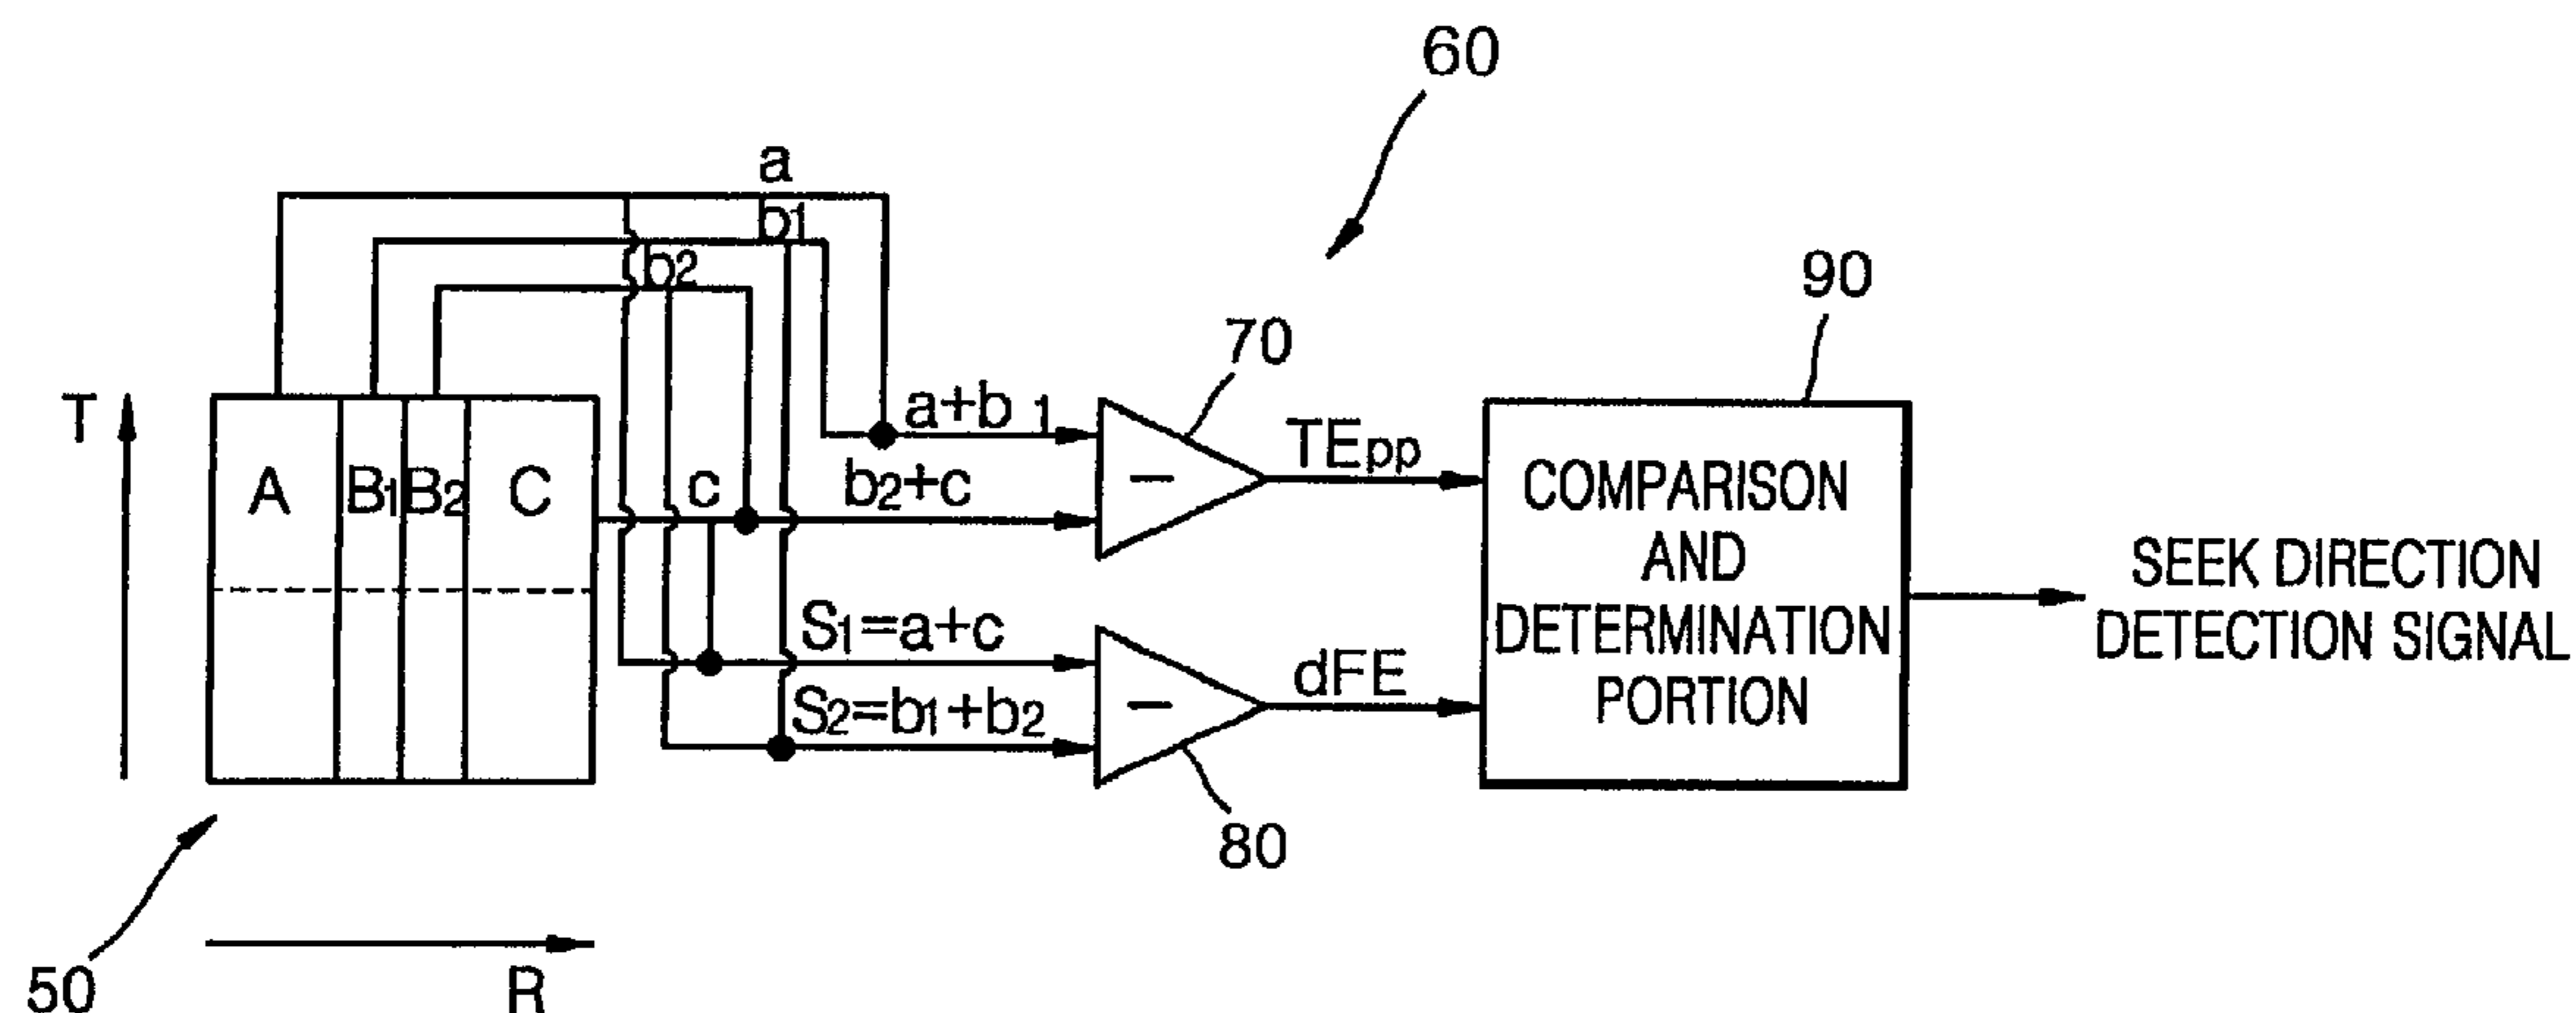 60
a
b1
b2
90
70
T
a+b 1
TEpp
A
B1
B2
C
c
b2+c
COMPARISON
AND
DETERMINATION
PORTION
SEEK DIRECTION
DETECTION SIGNAL
S1=a+c
dFE
S2=b1+b2
80
50
R